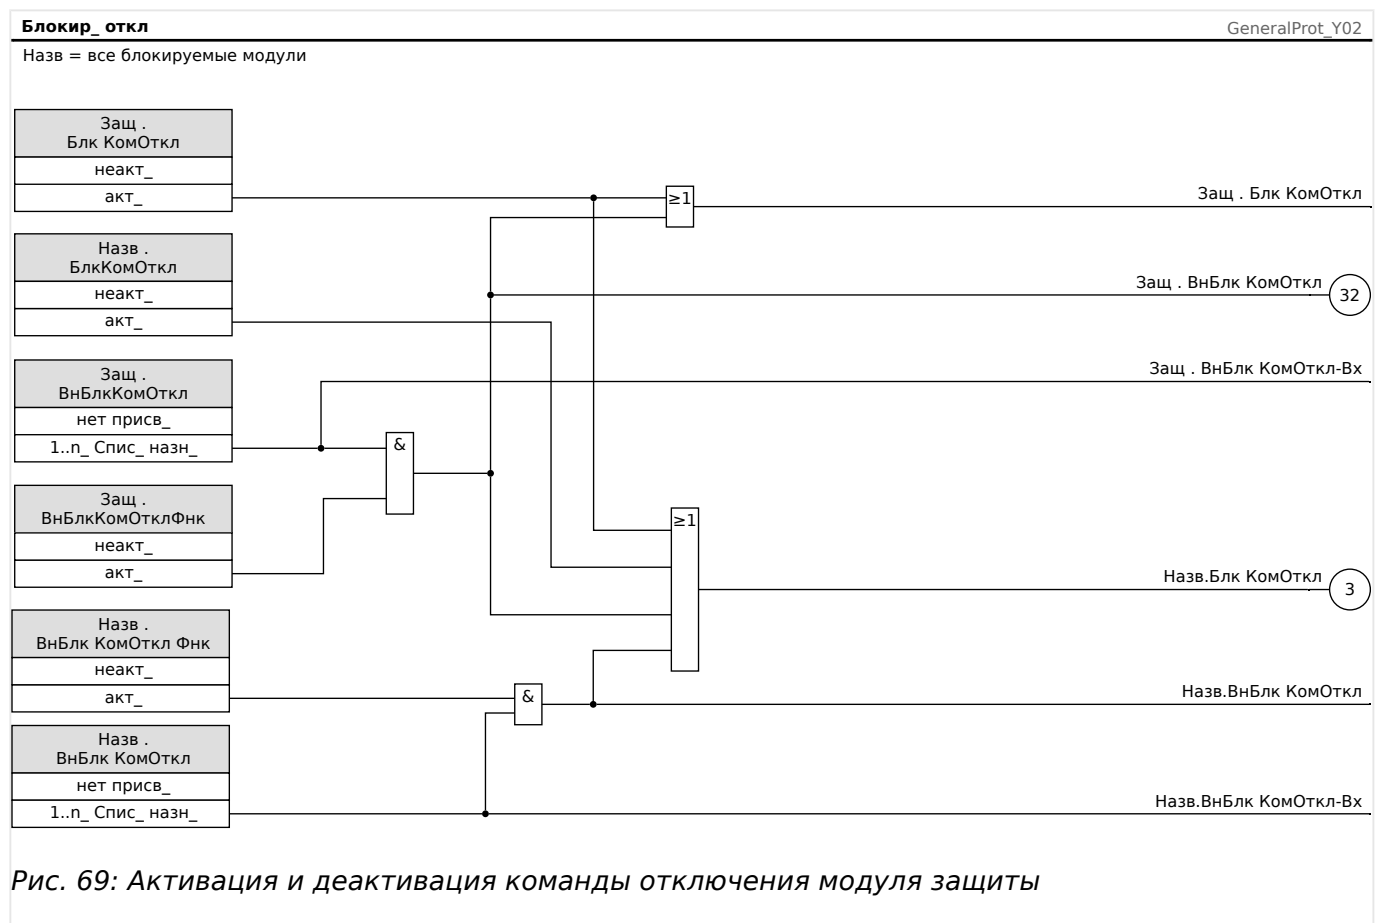 Блокир_ откл
GeneralProt_Y02
Назв = все блокируемые модули
Защ .
Блк КомОткл
неакт_
акт_
≥1
Защ . Блк КомОткл
Назв .
БлкКомОткл
неакт_
акт_
Защ . ВнБлк КомОткл
32
Защ .
ВнБлкКомОткл
нет присв_
1..n_ Спис_ назн_
Защ . ВнБлк КомОткл-Вх
&
Защ .
ВнБлкКомОтклФнк
неакт_
акт_
≥1
Назв.Блк КомОткл
3
Назв .
ВнБлк КомОткл Фнк
неакт_
акт_
&
Назв.ВнБлк КомОткл
Назв .
ВнБлк КомОткл
нет присв_
1..n_ Спис_ назн_
Назв.ВнБлк КомОткл-Вх
Рис. 69: Активация и деактивация команды отключения модуля защиты